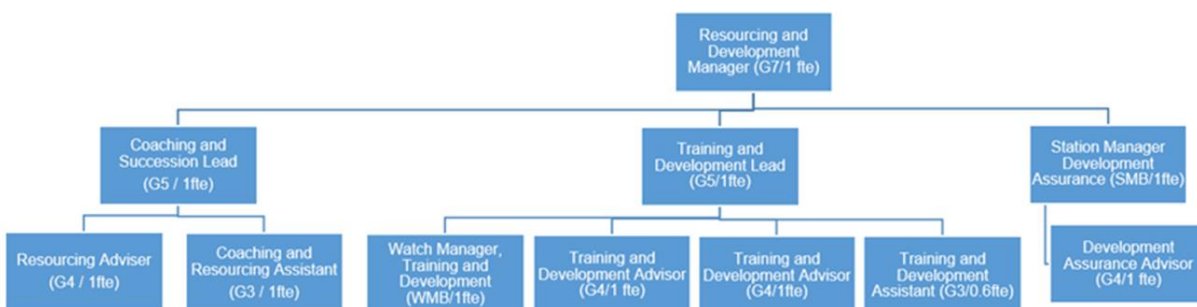 Resourcing and
Development
Manager (G7/1 fte)
Coaching and
Succession Lead
(G5 / 1fte)
Training and
Development Lead
(G5/1fte)
Station Manager
Development
Assurance (SMB/1fte)
Resourcing Adviser
(G4 / 1fte)
Coaching and
Resourcing Assistant
(G3 / 1fte)
Watch Manager,
Training and
Development
(WMB/1fte)
Training and
Development Advisor
(G4/1 fte)
Training and
Development Advisor
(G4/1fte)
Training and
Development
Assistant (G3/0.6fte)
Development
Assurance Advisor
(G4/1 fte)